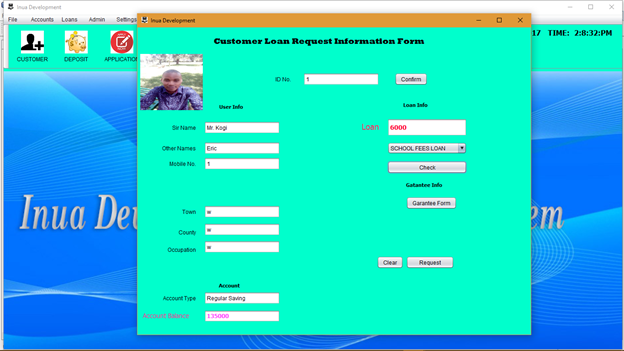 Inua Development
File Accounts Loans Admin Settings
Inua Development
17 TIME: 2:8:32:PM
CUSTOMER DEPOSIT APPLICATION
Customer Loan Request Information Form
ID No. 1 Confirm
User Info
Loan Info
Sir Name Mr. Kogi
Loan 6000
Other Names Eric
SCHOOL FEES LOAN
Mobile No. 1
Check
Gatantee Info
Garantee Form
Town
County
Occupation
Clear Request
Account
Account Type Regular Saving
Account Balance 135000
Inua Dev em